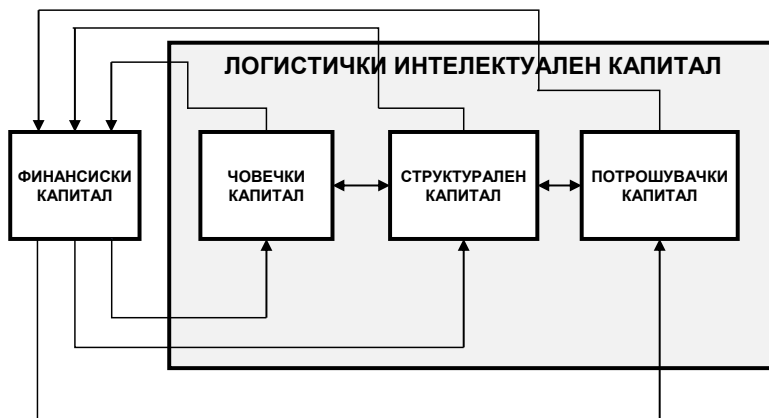 ЛОГИСТИЧКИ ИНТЕЛЕКТУАЛЕН КАПИТАЛ
ФИНАНСИСКИ
КАПИТАЛ
ЧОВЕЧКИ
КАПИТАЛ
СТРУКТУРАЛЕН
КАПИТАЛ
ПОТРОШУВАЧКИ
КАПИТАЛ